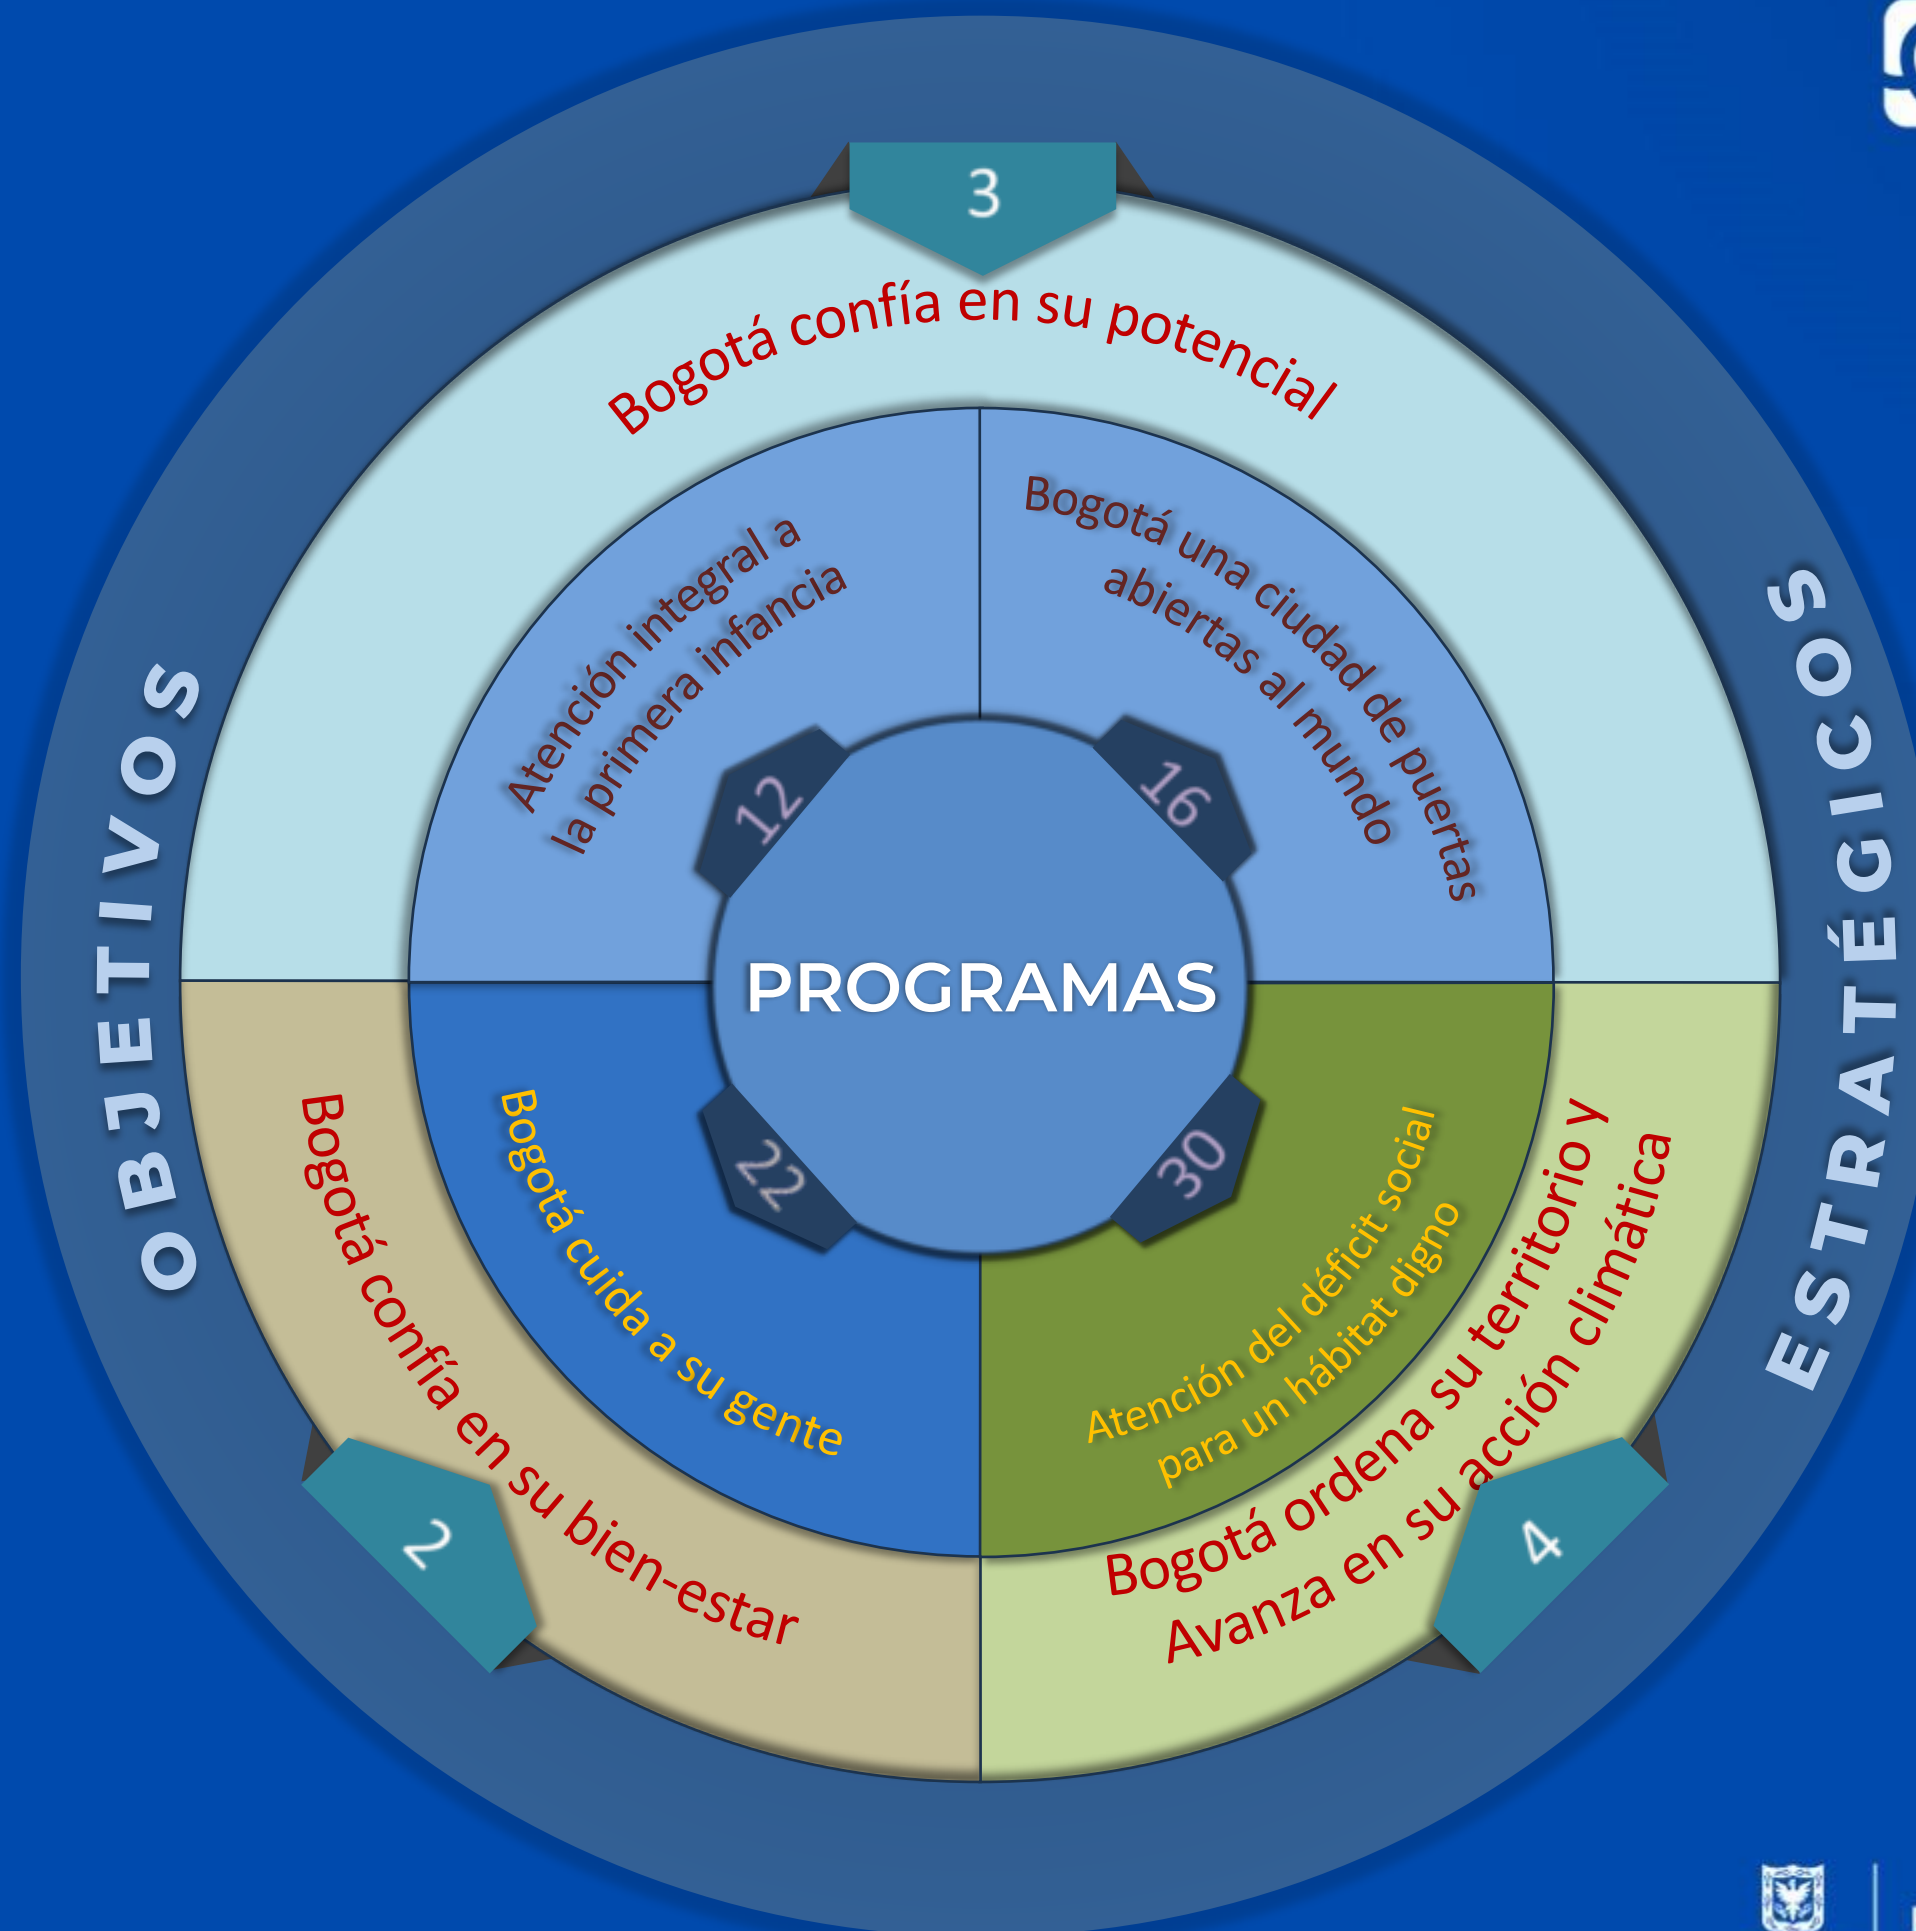 OBJETIVOS
ESTRATÉGICOS
3
Bogotá confía en su potencial
Atención integral a
la primera infancia
12
Bogotá una ciudad de puertas
abiertas al mundo
16
PROGRAMAS
22
Bogotá cuida a su gente
Bogotá confía en su bien-estar
2
30
Atención del déficit social
para un hábitat digno
Bogotá ordena su territorio y
Avanza en su acción climática
4